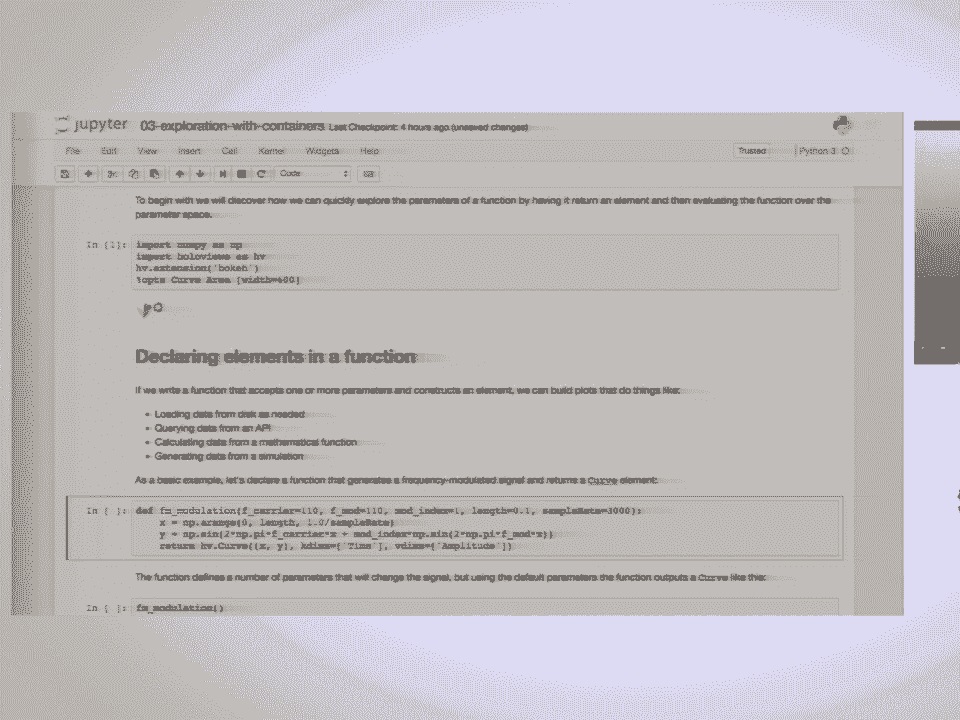 jupyter 03-exploration-with-containers Last Checkpoint: 4 hours ago (unsaved changes)
File Edit View Insert Cell Kernel Widgets Help Trusted Python 3
Code
To begin with we will discover how we can quickly explore the parameters of a function by having it return an element and then evaluating the function over the
parameter space.
In [1]: import numpy as np
import holoviews as hv
hv.extension('bokeh')
%opts Curve Area [width=600]
Declaring elements in a function
If we write a function that accepts one or more parameters and constructs an element, we can build plots that do things like:
• Loading data from disk as needed
• Querying data from an API
• Calculating data from a mathematical function
• Generating data from a simulation
As a basic example, let's declare a function that generates a frequency-modulated signal and returns a Curve element:
In [ ]: def fm_modulation(f_carrier=110, f_mod=110, mod_index=1, length=0.1, sampleRate=3000):
x = np.arange(0, length, 1.0/sampleRate)
y = np.sin(2*np.pi*f_carrier*x + mod_index*np.sin(2*np.pi*f_mod*x))
return hv.Curve((x, y), kdims=['Time'], vdims=['Amplitude'])
The function defines a number of parameters that will change the signal, but using the default parameters the function outputs a Curve like this:
In [ ]: fm_modulation()